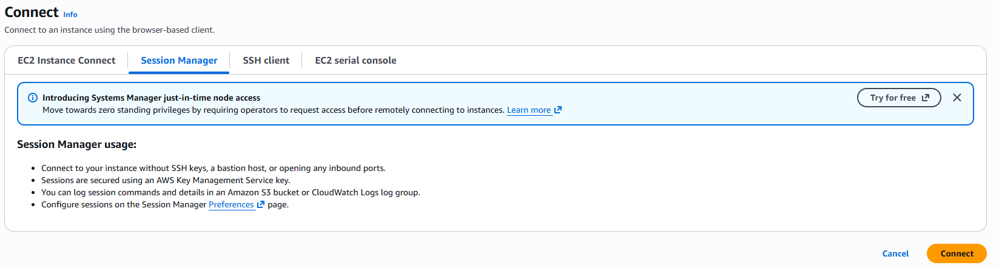 Connect Info
Connect to an instance using the browser-based client.
EC2 Instance Connect
Session Manager
SSH client
EC2 serial console
Introducing Systems Manager just-in-time node access
Move towards zero standing privileges by requiring operators to request access before remotely connecting to instances. Learn more
Try for free
Session Manager usage:
Connect to your instance without SSH keys, a bastion host, or opening any inbound ports.
Sessions are secured using an AWS Key Management Service key.
You can log session commands and details in an Amazon S3 bucket or CloudWatch Logs log group.
Configure sessions on the Session Manager Preferences page.
Cancel
Connect